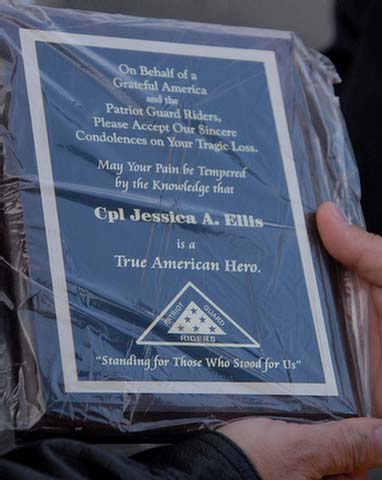 On Behalf of a
Grateful America
and the
Patriot Guard Riders,
Please Accept Our Sincere
Condolences on Your Tragic Loss.
May Your Pain be Tempered
by the Knowledge that
Cpl Jessica A. Ellis
is a
True American Hero.
PATRIOT GUARD
RIDERS
"Standing for Those Who Stood for Us"